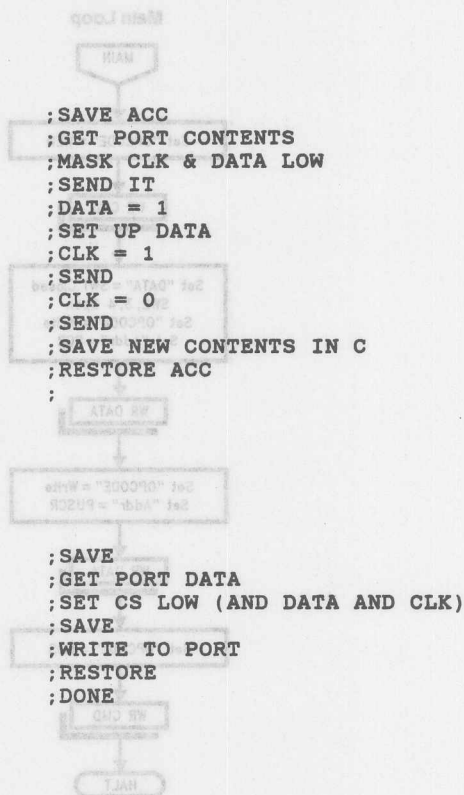 ;SAVE ACC
;GET PORT CONTENTS
;MASK CLK & DATA LOW
;SEND IT
;DATA = 1
;SET UP DATA
;CLK = 1
;SEND
;CLK = 0
;SEND
;SAVE NEW CONTENTS IN C
;RESTORE ACC
;
;SAVE
;GET PORT DATA
;SET CS LOW (AND DATA AND CLK)
;SAVE
;WRITE TO PORT
;RESTORE
;DONE